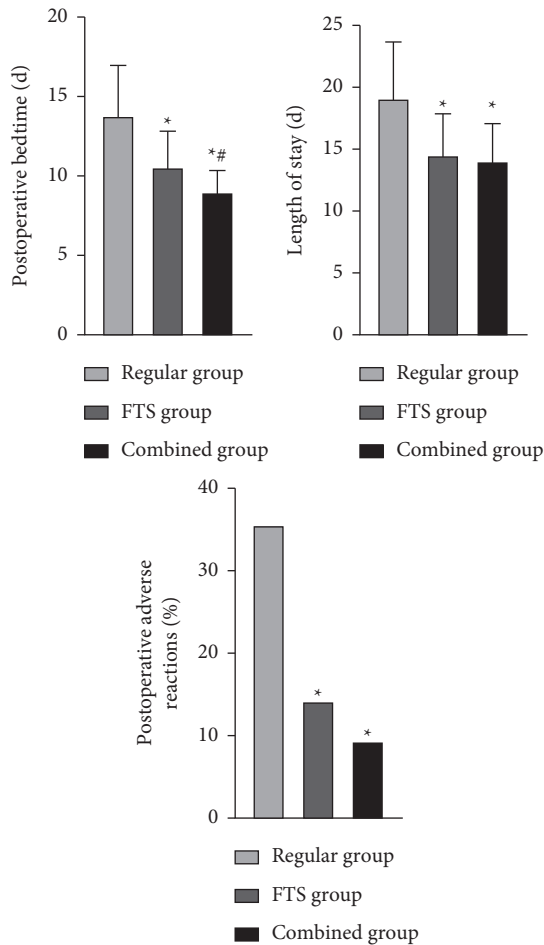 Postoperative bedtime (d)
20
15
10
5
0
*
*#
Regular group
FTS group
Combined group
Length of stay (d)
25
20
15
10
5
0
*
*
Regular group
FTS group
Combined group
Postoperative adverse
reactions (%)
40
30
20
10
0
*
*
Regular group
FTS group
Combined group